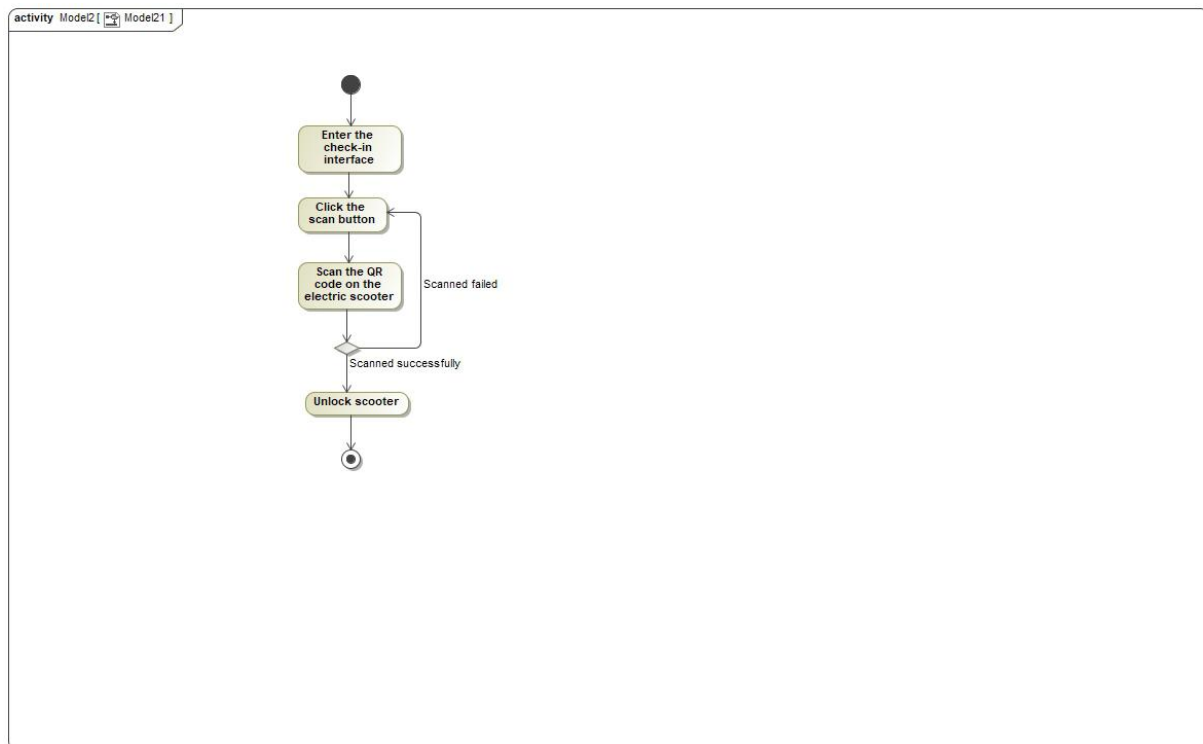 activity Model2 [ Model21 ]
Enter the
check-in
interface
Click the
scan button
Scan the QR
code on the
electric scooter
Scanned failed
Scanned successfully
Unlock scooter